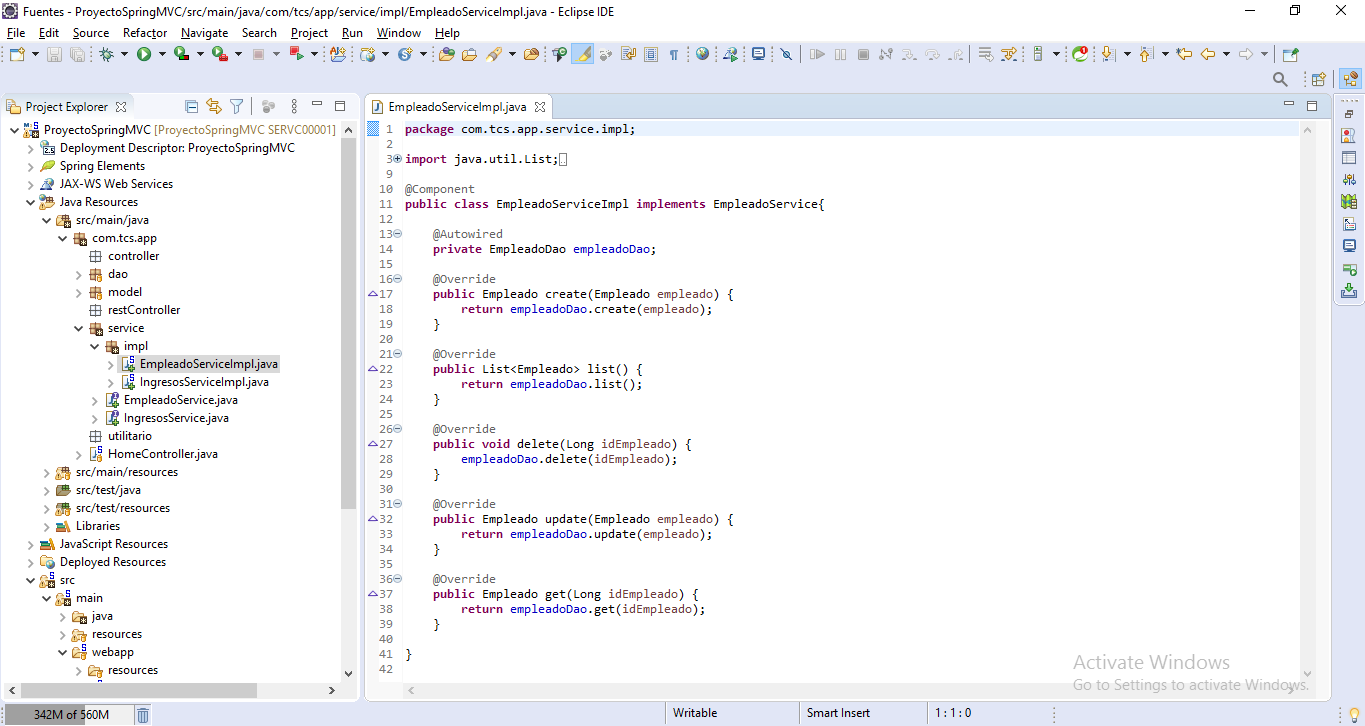 Fuentes - ProyectoSpringMVC/src/main/java/com/tcs/app/service/impl/EmpleadoServiceImpl.java - Eclipse IDE
File Edit Source Refactor Navigate Search Project Run Window Help
Project Explorer
ProyectoSpringMVC [ProyectoSpringMVC SERVC00001]
Deployment Descriptor: ProyectoSpringMVC
Spring Elements
JAX-WS Web Services
Java Resources
src/main/java
com.tcs.app
controller
dao
model
restController
service
impl
EmpleadoServiceImpl.java
IngresosServiceImpl.java
EmpleadoService.java
IngresosService.java
utilitario
HomeController.java
src/main/resources
src/test/java
src/test/resources
Libraries
JavaScript Resources
Deployed Resources
src
main
java
resources
webapp
resources
EmpleadoServiceImpl.java
1 package com.tcs.app.service.impl;
2
3 import java.util.List;
9
10 @Component
11 public class EmpleadoServiceImpl implements EmpleadoService{
12
13 @Autowired
14 private EmpleadoDao empleadoDao;
15
16 @Override
17 public Empleado create(Empleado empleado) {
18 return empleadoDao.create(empleado);
19 }
20
21 @Override
22 public List<Empleado> list() {
23 return empleadoDao.list();
24 }
25
26 @Override
27 public void delete(Long idEmpleado) {
28 empleadoDao.delete(idEmpleado);
29 }
30
31 @Override
32 public Empleado update(Empleado empleado) {
33 return empleadoDao.update(empleado);
34 }
35
36 @Override
37 public Empleado get(Long idEmpleado) {
38 return empleadoDao.get(idEmpleado);
39 }
40
41 }
42
Activate Windows
Go to Settings to activate Windows.
342M of 560M
Writable
Smart Insert
1 : 1 : 0